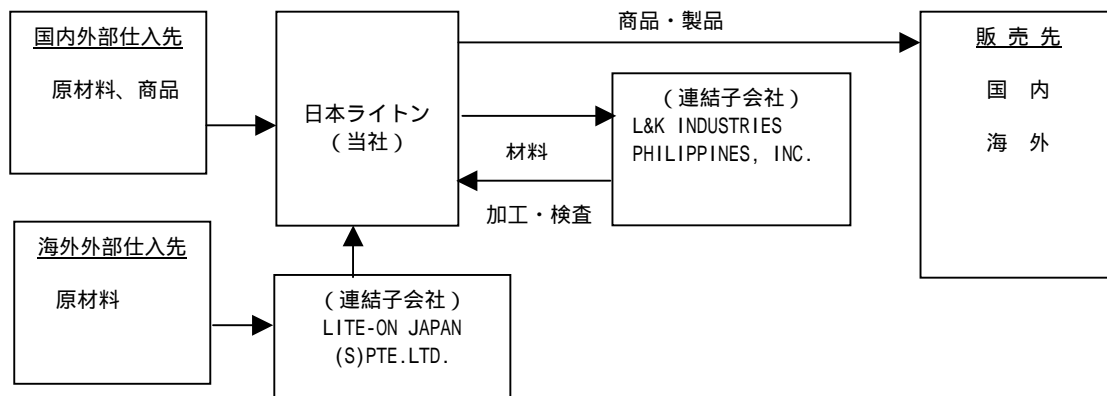 国内外部仕入先
原材料、商品
日本ライトン
(当社)
商品・製品
(連結子会社)
L&K INDUSTRIES
PHILIPPINES, INC.
材料
加工・検査
販 売 先
国 内
海 外
海外外部仕入先
原材料
(連結子会社)
LITE-ON JAPAN
(S)PTE.LTD.